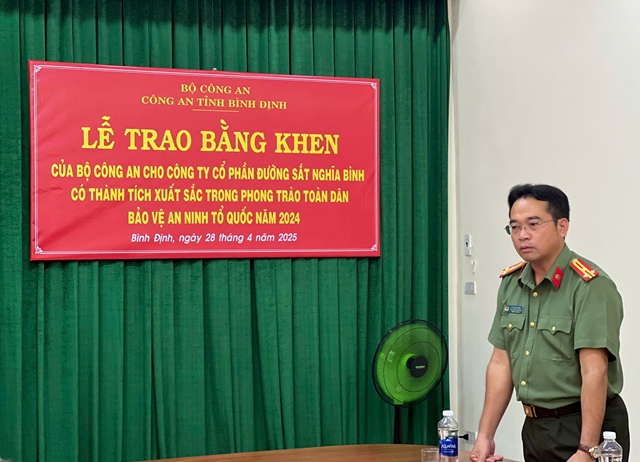 BỘ CÔNG AN
CÔNG AN TỈNH BÌNH ĐỊNH
LỄ TRAO BẰNG KHEN
CỦA BỘ CÔNG AN CHO CÔNG TY CỔ PHẦN ĐƯỜNG SẮT NGHĨA BÌNH
CÓ THÀNH TÍCH XUẤT SẮC TRONG PHONG TRÀO TOÀN DÂN
BẢO VỆ AN NINH TỔ QUỐC NĂM 2024
Bình Định, ngày 28 tháng 4 năm 2025
AQUAFINA